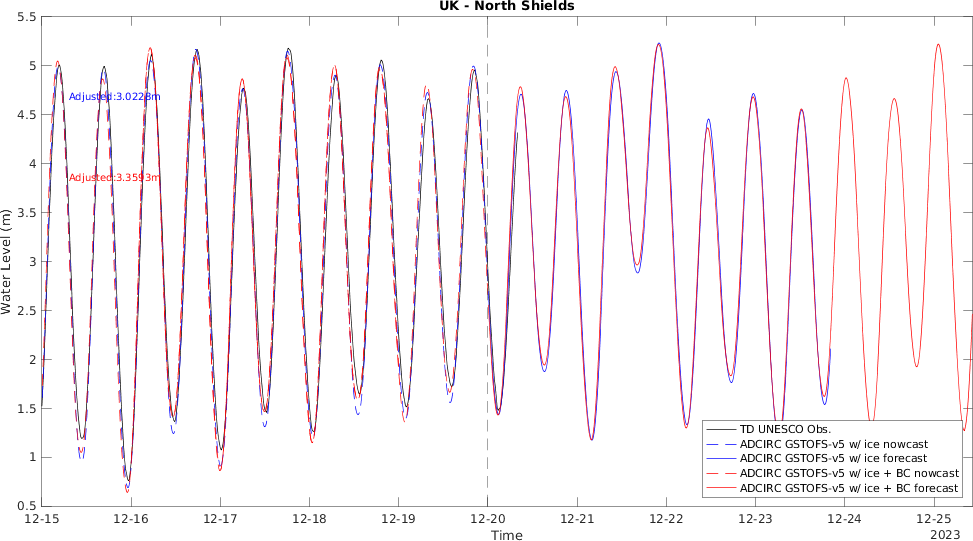 UK - North Shields
5.5
5
4.5
4
3.5
3
2.5
2
1.5
1
0.5
Water Level (m)
Adjusted:3.0228m
Adjusted:3.3593m
TD UNESCO Obs.
ADCIRC GSTOFS-v5 w/ ice nowcast
ADCIRC GSTOFS-v5 w/ ice forecast
ADCIRC GSTOFS-v5 w/ ice + BC nowcast
ADCIRC GSTOFS-v5 w/ ice + BC forecast
12-15 12-16 12-17 12-18 12-19 12-20 12-21 12-22 12-23 12-24 12-25
Time
2023